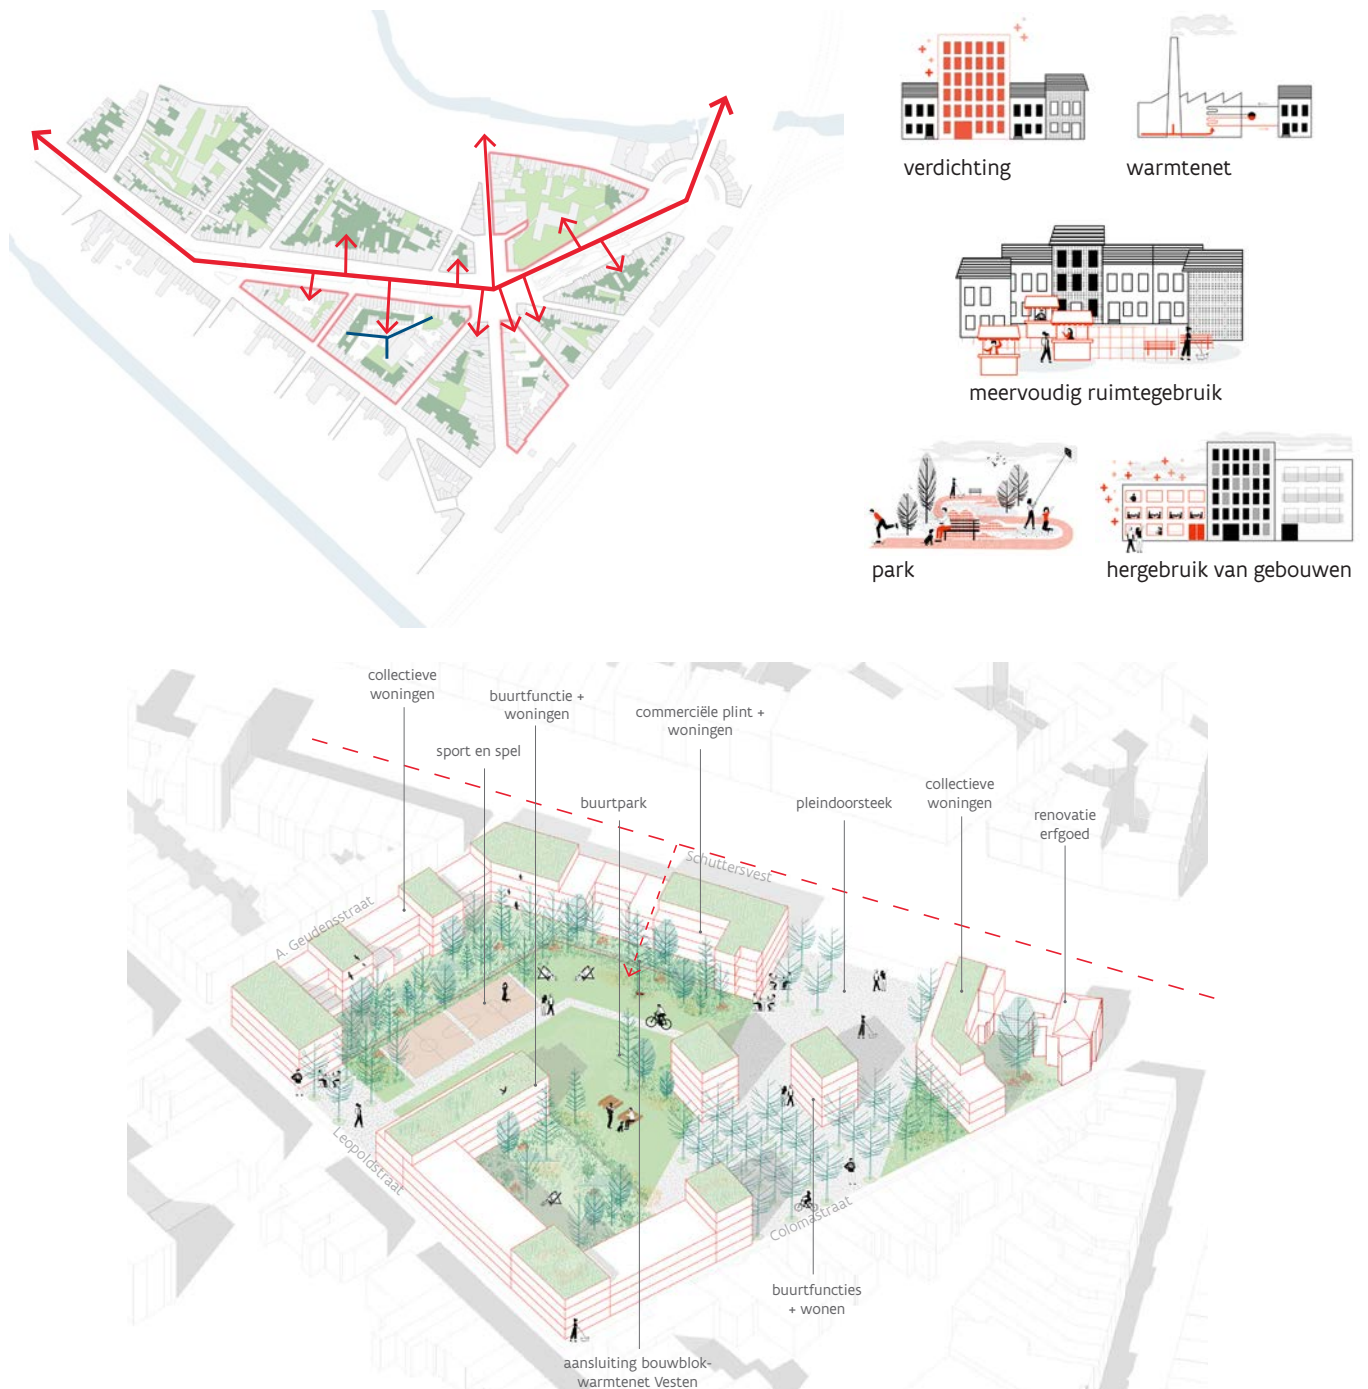 verdichting
warmtenet
meervoudig ruimtegebruik
park
hergebruik van gebouwen
collectieve
woningen
buurtfunctie +
woningen
commerciële plint +
woningen
sport en spel
buurtpark
pleindoorsteek
collectieve
woningen
renovatie
erfgoed
Schuttersvest
A. Geudensstraat
Leopoldstraat
Colomastraat
buurtfuncties
+ wonen
aansluiting bouwblok-
warmtenet Vesten